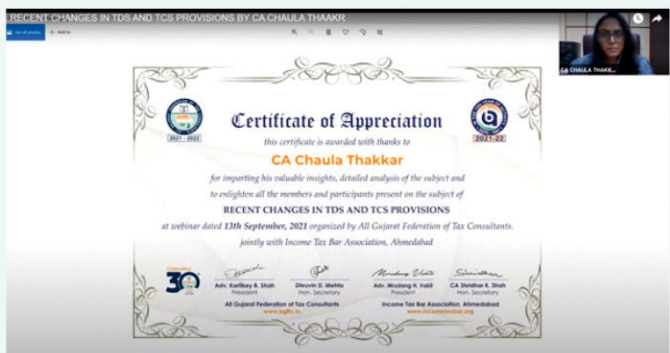 RECENT CHANGES IN TDS AND TCS PROVISIONS BY CA CHAULA THAAKR
See all photos + Add to
CA CHAULA THAKK...
2021 - 2022
2021-22
Certificate of Appreciation
this certificate is awarded with thanks to
CA Chaula Thakkar
for imparting his valuable insights, detailed analysis of the subject and
to enlighten all the members and participants present on the subject of
RECENT CHANGES IN TDS AND TCS PROVISIONS
at webinar dated 13th September, 2021 organized by All Gujarat Federation of Tax Consultants.
jointly with Income Tax Bar Association, Ahmedabad
30
Adv. Kartikey B. Shah Dhruvin D. Mehta Adv. Mudang H. Vakil CA Shridhar K. Shah
President Hon. Secretary President Hon. Secretary
All Gujarat Federation of Tax Consultants Income Tax Bar Association, Ahmedabad
www.agftc.in www.incometaxbar.org